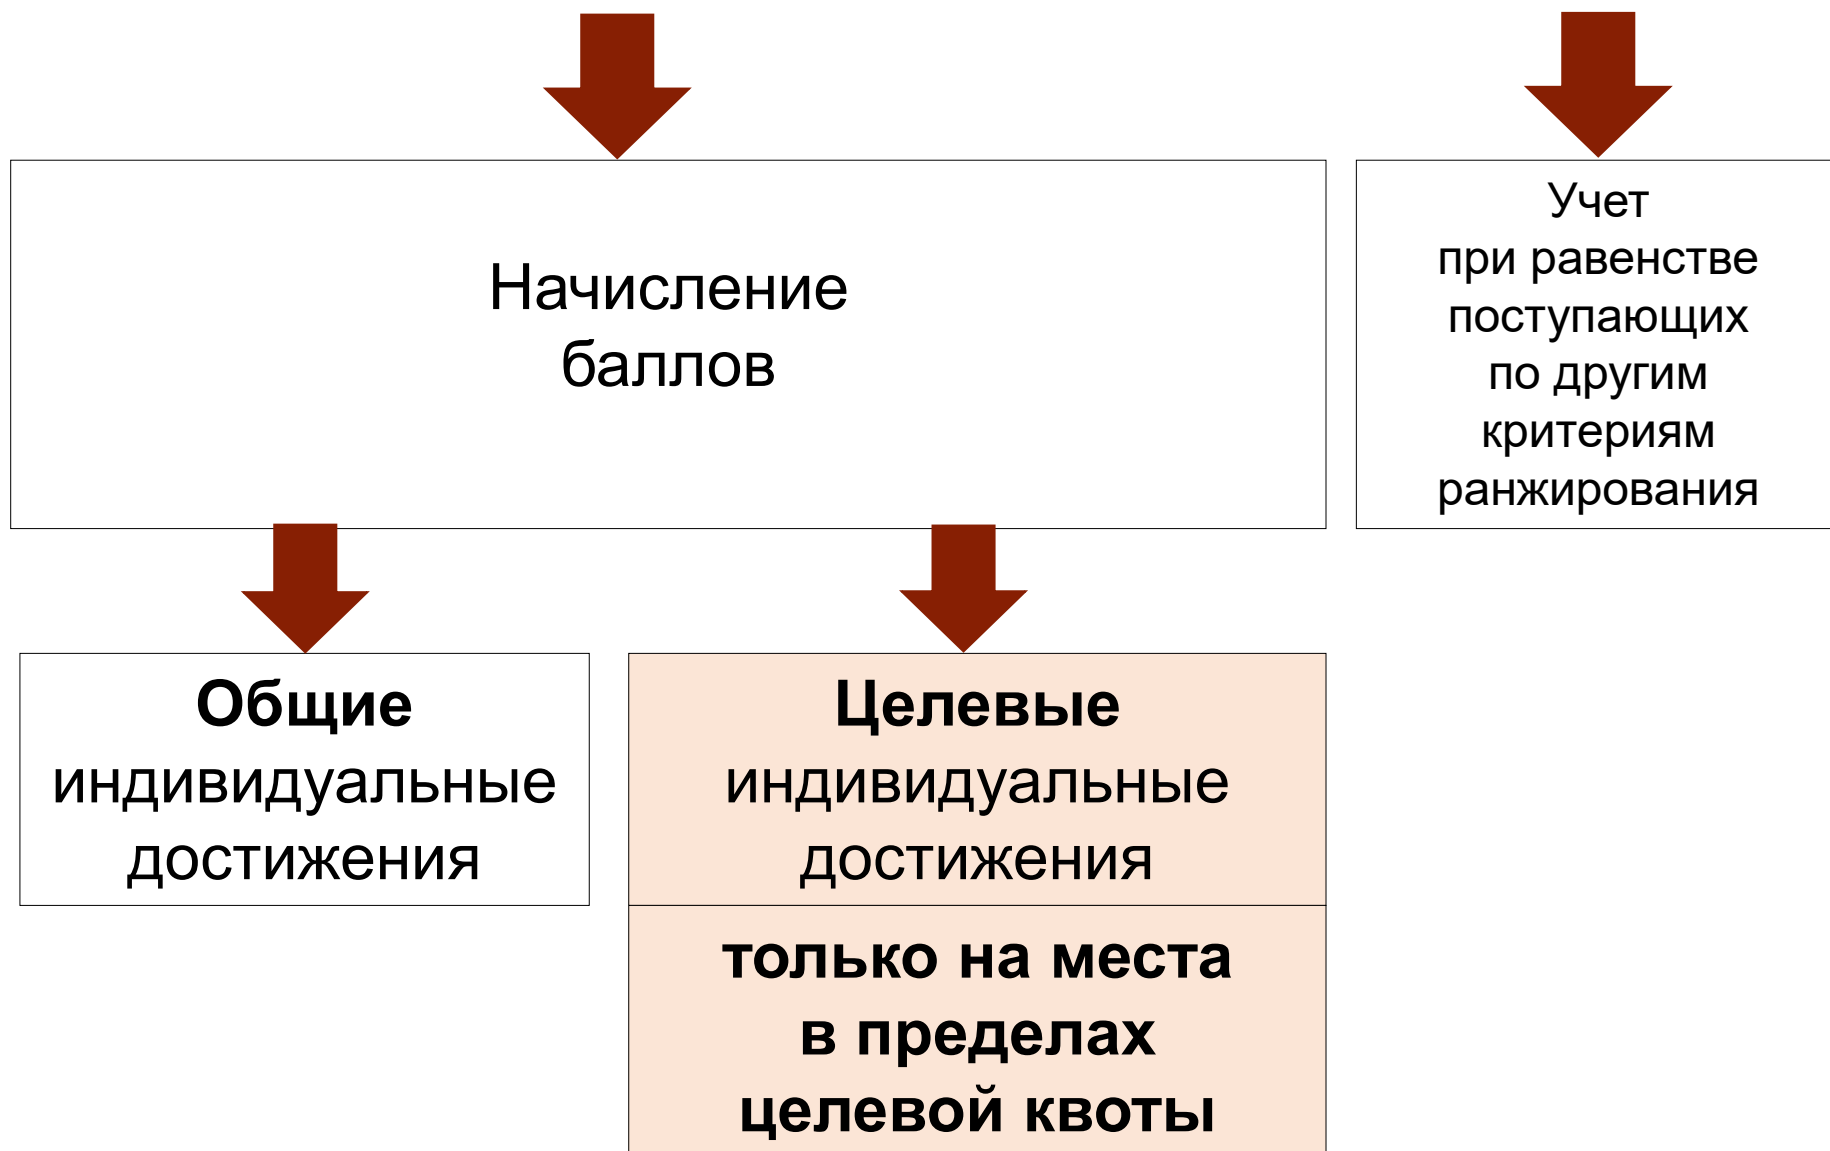 Начисление
баллов
Учет
при равенстве
поступающих
по другим
критериям
ранжирования
Общие
индивидуальные
достижения
Целевые
индивидуальные
достижения
только на места
в пределах
целевой квоты